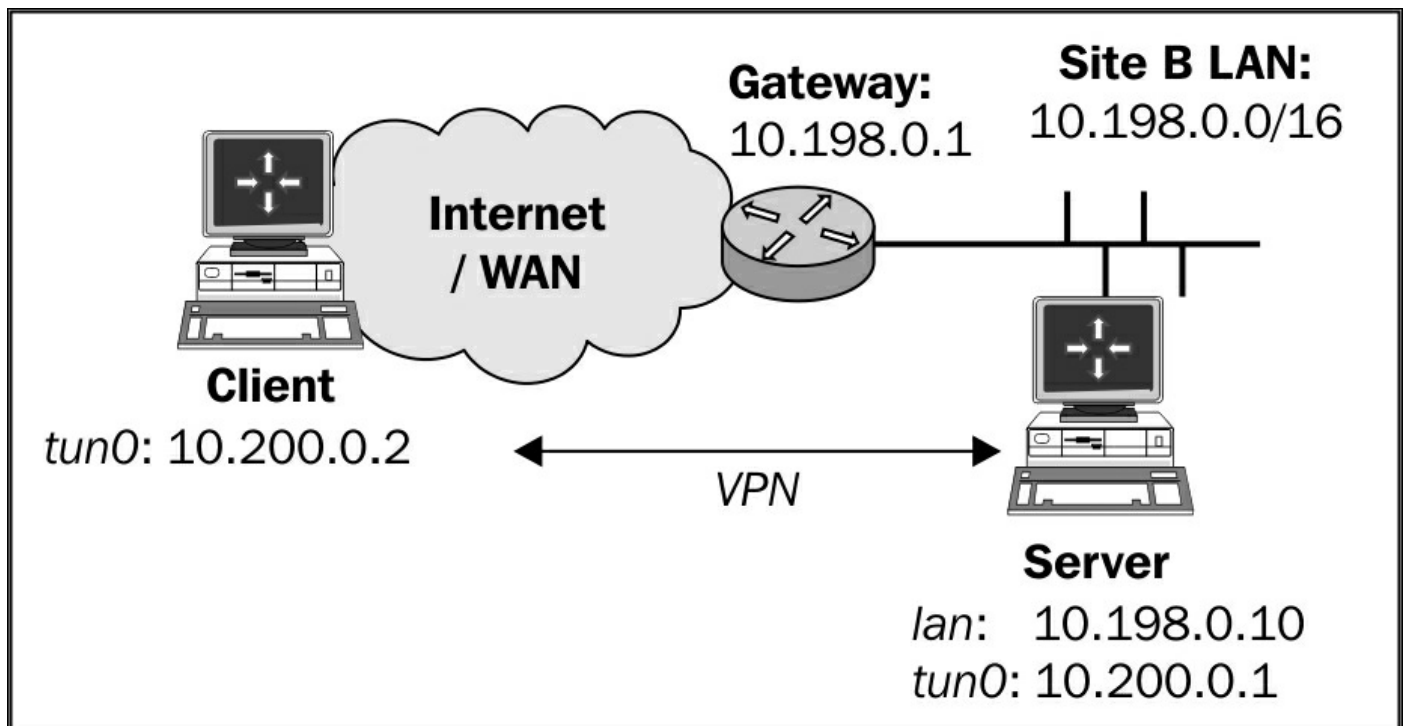 Gateway:
10.198.0.1
Site B LAN:
10.198.0.0/16
Internet
/ WAN
Client
tun0: 10.200.0.2
VPN
Server
lan: 10.198.0.10
tun0: 10.200.0.1